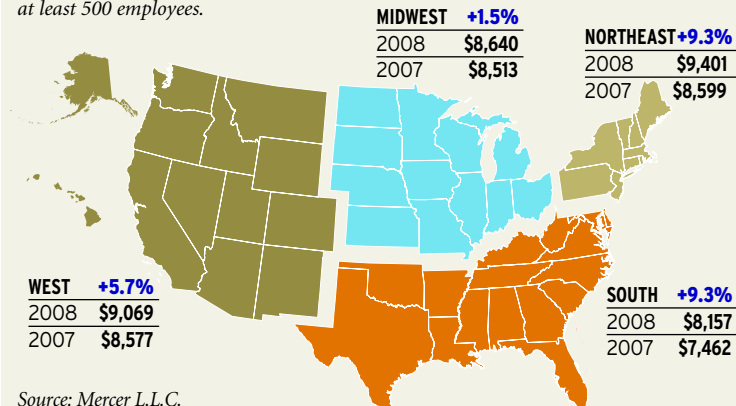 at least 500 employees.
MIDWEST +1.5%
2008 $8,640
2007 $8,513
NORTHEAST +9.3%
2008 $9,401
2007 $8,599
WEST +5.7%
2008 $9,069
2007 $8,577
SOUTH +9.3%
2008 $8,157
2007 $7,462
Source: Mercer L.L.C.